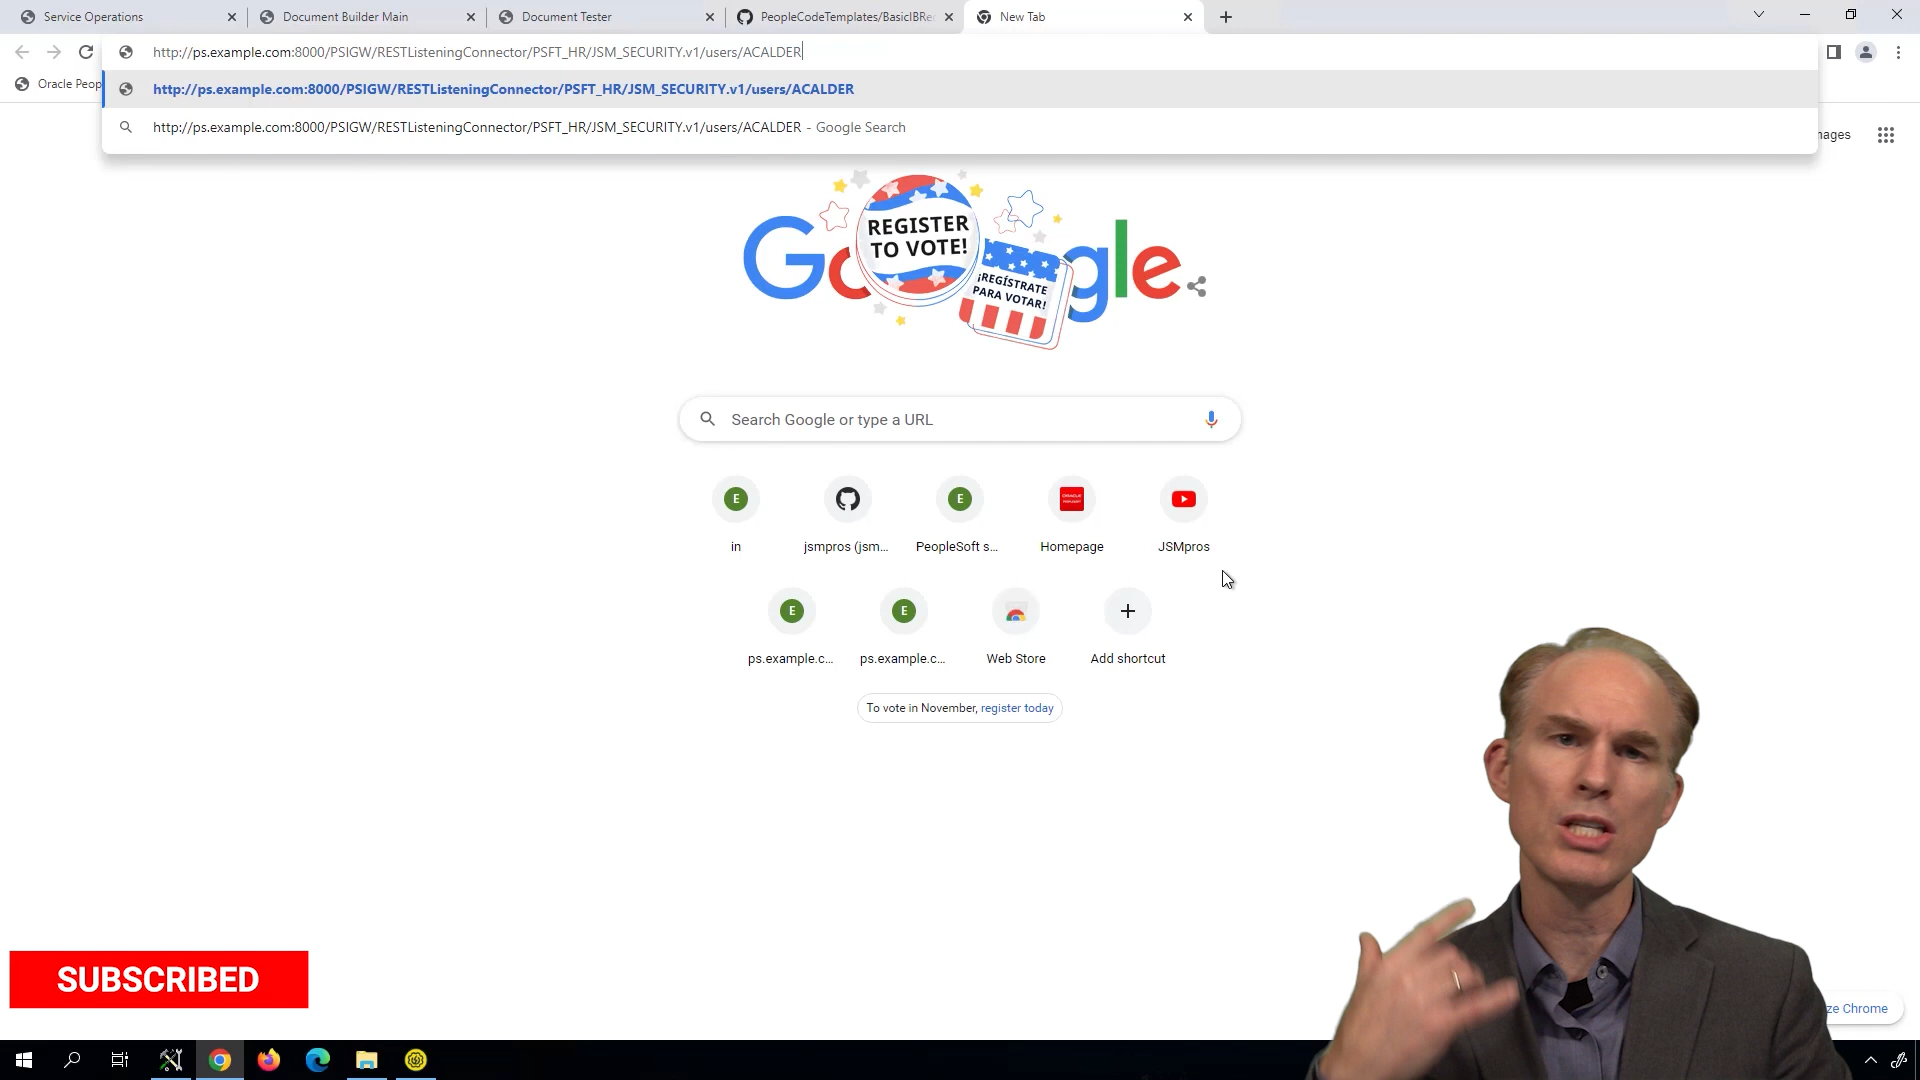 Service Operations
Document Builder Main
Document Tester
PeopleCodeTemplates/BasicIBRe
New Tab
http://ps.example.com:8000/PSIGW/RESTListeningConnector/PSFT_HR/JSM_SECURITY.v1/users/ACALDER
Oracle Peop
http://ps.example.com:8000/PSIGW/RESTListeningConnector/PSFT_HR/JSM_SECURITY.v1/users/ACALDER
http://ps.example.com:8000/PSIGW/RESTListeningConnector/PSFT_HR/JSM_SECURITY.v1/users/ACALDER - Google Search
mages
Google
REGISTER
TO VOTE!
¡REGÍSTRATE
PARA VOTAR!
Search Google or type a URL
E
E
in
jsmpros (jsm...
PeopleSoft s...
Homepage
JSMpros
E
E
ps.example.c...
ps.example.c...
Web Store
Add shortcut
To vote in November, register today
SUBSCRIBED
ze Chrome